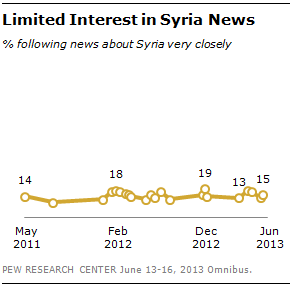 Limited Interest in Syria News
% following news about Syria very closely
14 18 19 13 15
May Feb Dec Jun
2011 2012 2012 2013
PEW RESEARCH CENTER June 13-16, 2013 Omnibus.